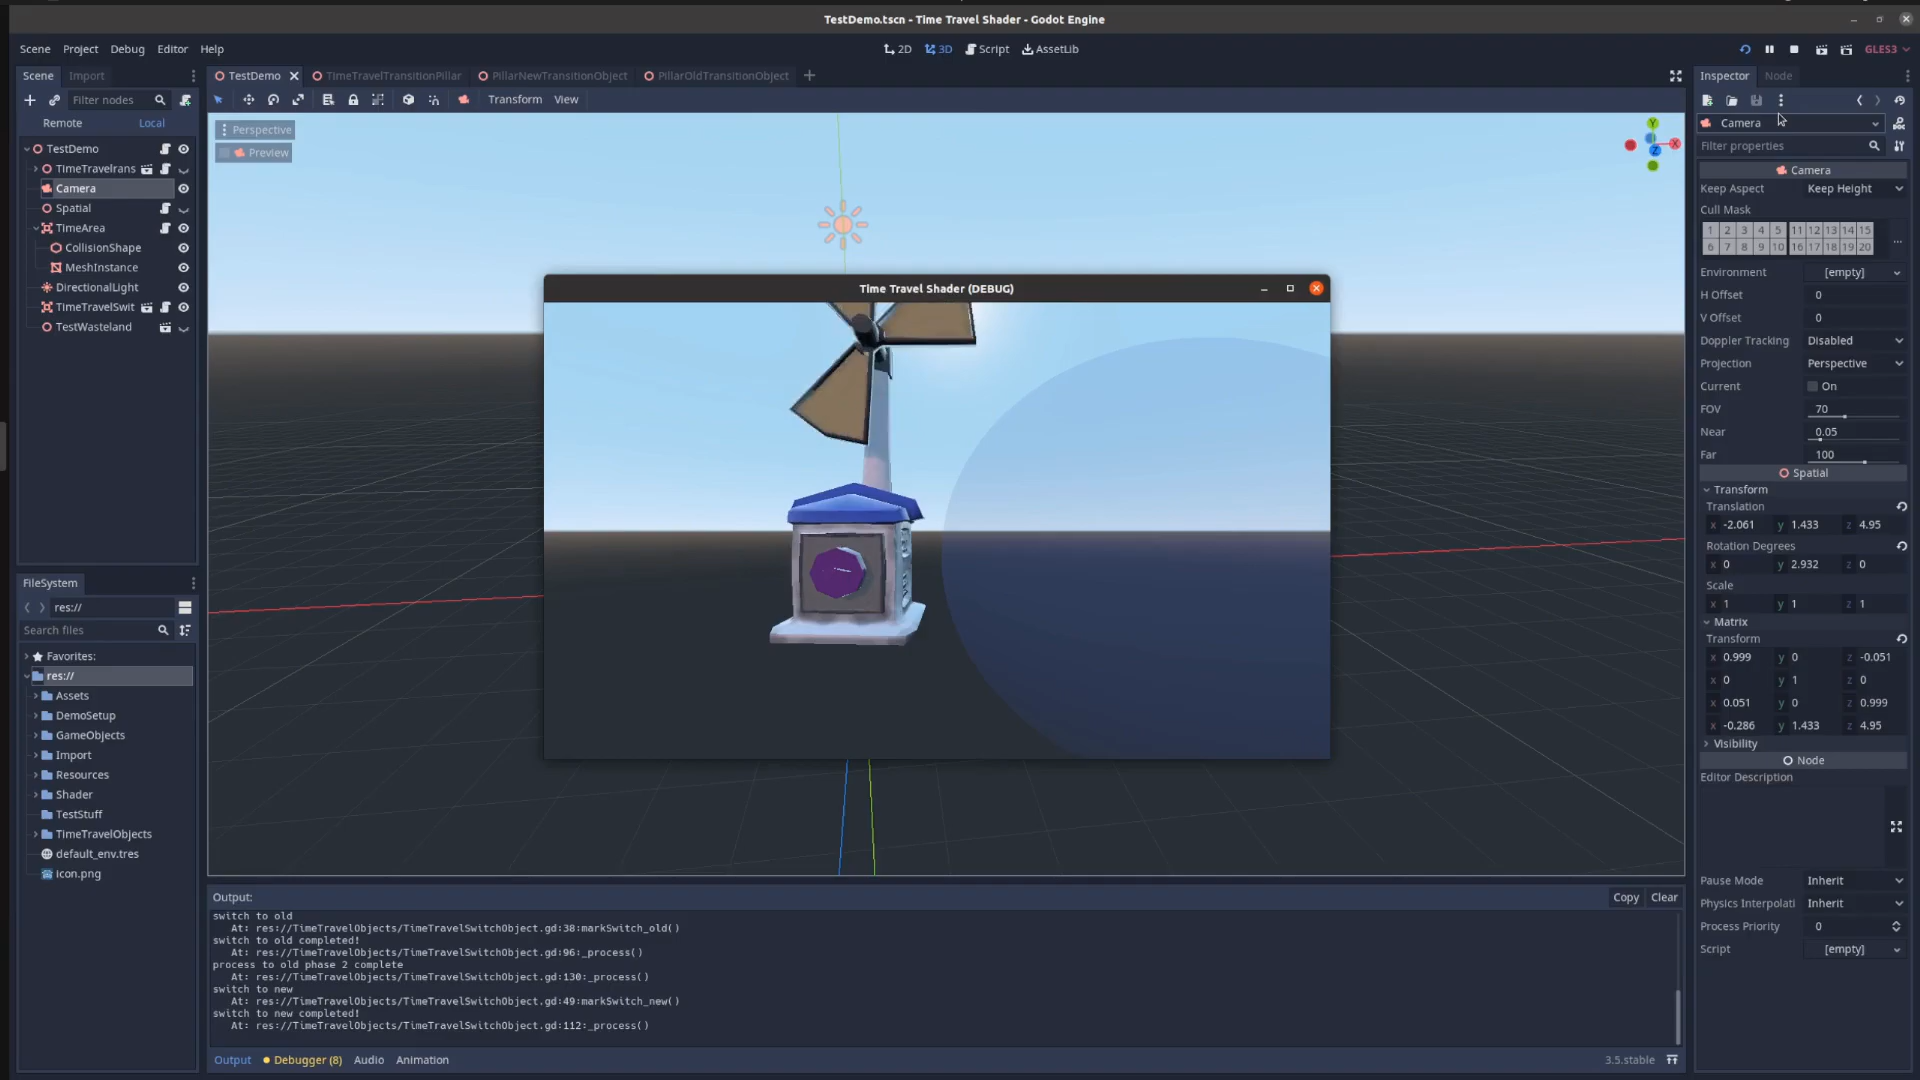 TestDemo.tscn - Time Travel Shader - Godot Engine
Scene Project Debug Editor Help
2D 3D Script AssetLib
GLES3
Scene Import
TestDemo TimeTravelTransitionPillar PillarNewTransitionObject PillarOldTransitionObject
Filter nodes
Transform View
Remote Local
TestDemo
TimeTravelrans
Camera
Spatial
TimeArea
CollisionShape
MeshInstance
DirectionalLight
TimeTravelSwit
TestWasteland
FileSystem
res://
Search files
Favorites:
res://
Assets
DemoSetup
GameObjects
Import
Resources
Shader
TestStuff
TimeTravelObjects
default_env.tres
icon.png
Perspective
Preview
Y
X
Z
Time Travel Shader (DEBUG)
Output:
Copy Clear
switch to old
At: res://TimeTravelObjects/TimeTravelSwitchObject.gd:38:markSwitch_old()
switch to old completed!
At: res://TimeTravelObjects/TimeTravelSwitchObject.gd:96:_process()
process to old phase 2 complete
At: res://TimeTravelObjects/TimeTravelSwitchObject.gd:130:_process()
switch to new
At: res://TimeTravelObjects/TimeTravelSwitchObject.gd:49:markSwitch_new()
switch to new completed!
At: res://TimeTravelObjects/TimeTravelSwitchObject.gd:112:_process()
Output Debugger (8) Audio Animation
3.5.stable
Inspector Node
Camera
Filter properties
Camera
Keep Aspect Keep Height
Cull Mask
1 2 3 4 5 11 12 13 14 15
6 7 8 9 10 16 17 18 19 20
...
Environment [empty]
H Offset 0
V Offset 0
Doppler Tracking Disabled
Projection Perspective
Current On
FOV 70
Near 0.05
Far 100
Spatial
Transform
Translation
x -2.061 y 1.433 z 4.95
Rotation Degrees
x 0 y 2.932 z 0
Scale
x 1 y 1 z 1
Matrix
Transform
x 0.999 y 0 z -0.051
x 0 y 1 z 0
x 0.051 y 0 z 0.999
x -0.286 y 1.433 z 4.95
Visibility
Node
Editor Description
Pause Mode Inherit
Physics Interpolati Inherit
Process Priority 0
Script [empty]